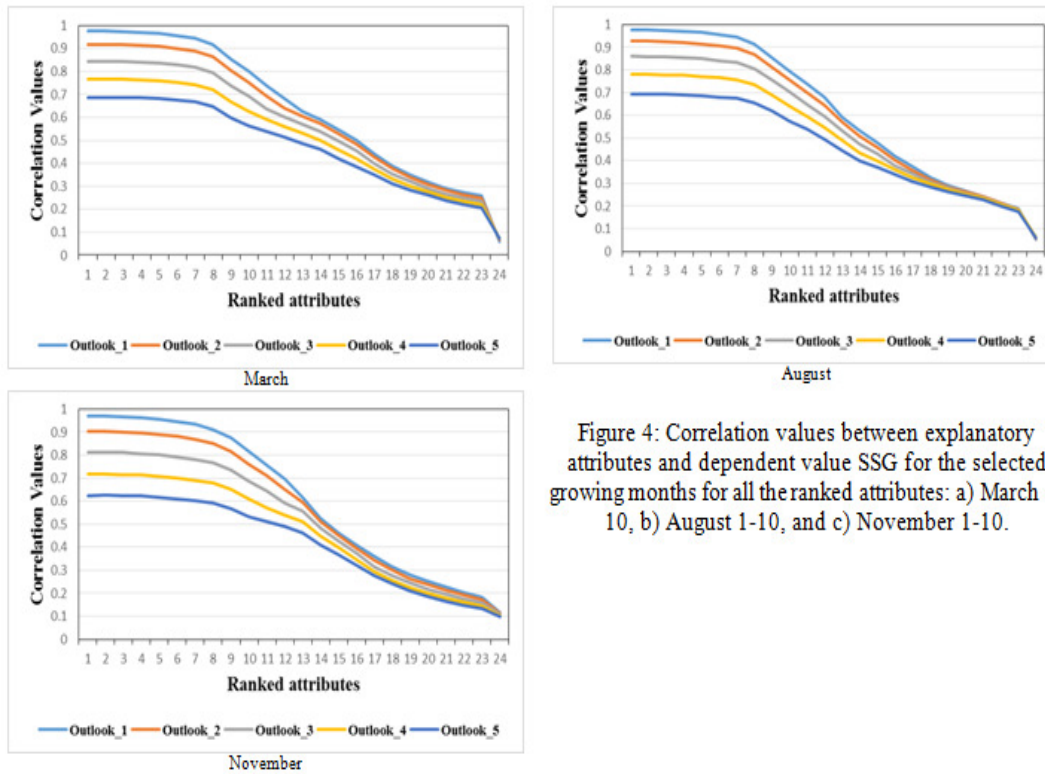 1
0.9
0.8
0.7
0.6
0.5
0.4
0.3
0.2
0.1
0
Correlation Values
1 2 3 4 5 6 7 8 9 10 11 12 13 14 15 16 17 18 19 20 21 22 23 24
Ranked attributes
Outlook_1 Outlook_2 Outlook_3 Outlook_4 Outlook_5
March
1
0.9
0.8
0.7
0.6
0.5
0.4
0.3
0.2
0.1
0
Correlation Values
1 2 3 4 5 6 7 8 9 10 11 12 13 14 15 16 17 18 19 20 21 22 23 24
Ranked attributes
Outlook_1 Outlook_2 Outlook_3 Outlook_4 Outlook_5
August
1
0.9
0.8
0.7
0.6
0.5
0.4
0.3
0.2
0.1
0
Correlation Values
1 2 3 4 5 6 7 8 9 10 11 12 13 14 15 16 17 18 19 20 21 22 23 24
Ranked attributes
Outlook_1 Outlook_2 Outlook_3 Outlook_4 Outlook_5
November
Figure 4: Correlation values between explanatory
attributes and dependent value SSG for the selected
growing months for all the ranked attributes: a) March
10, b) August 1-10, and c) November 1-10.